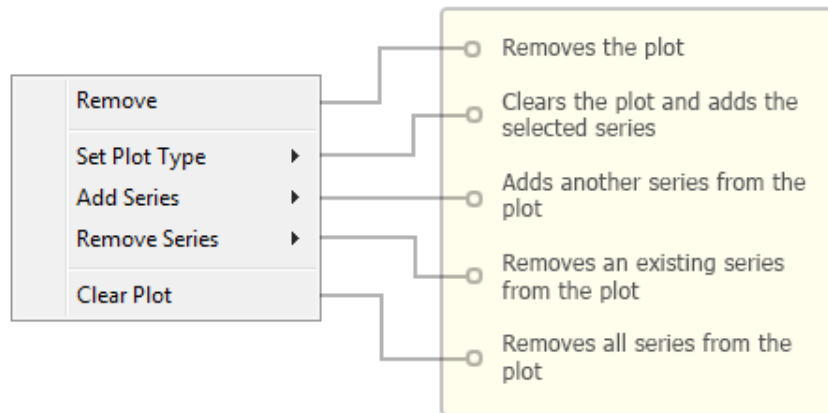 Remove
Set Plot Type
Add Series
Remove Series
Clear Plot
Removes the plot
Clears the plot and adds the
selected series
Adds another series from the
plot
Removes an existing series
from the plot
Removes all series from the
plot